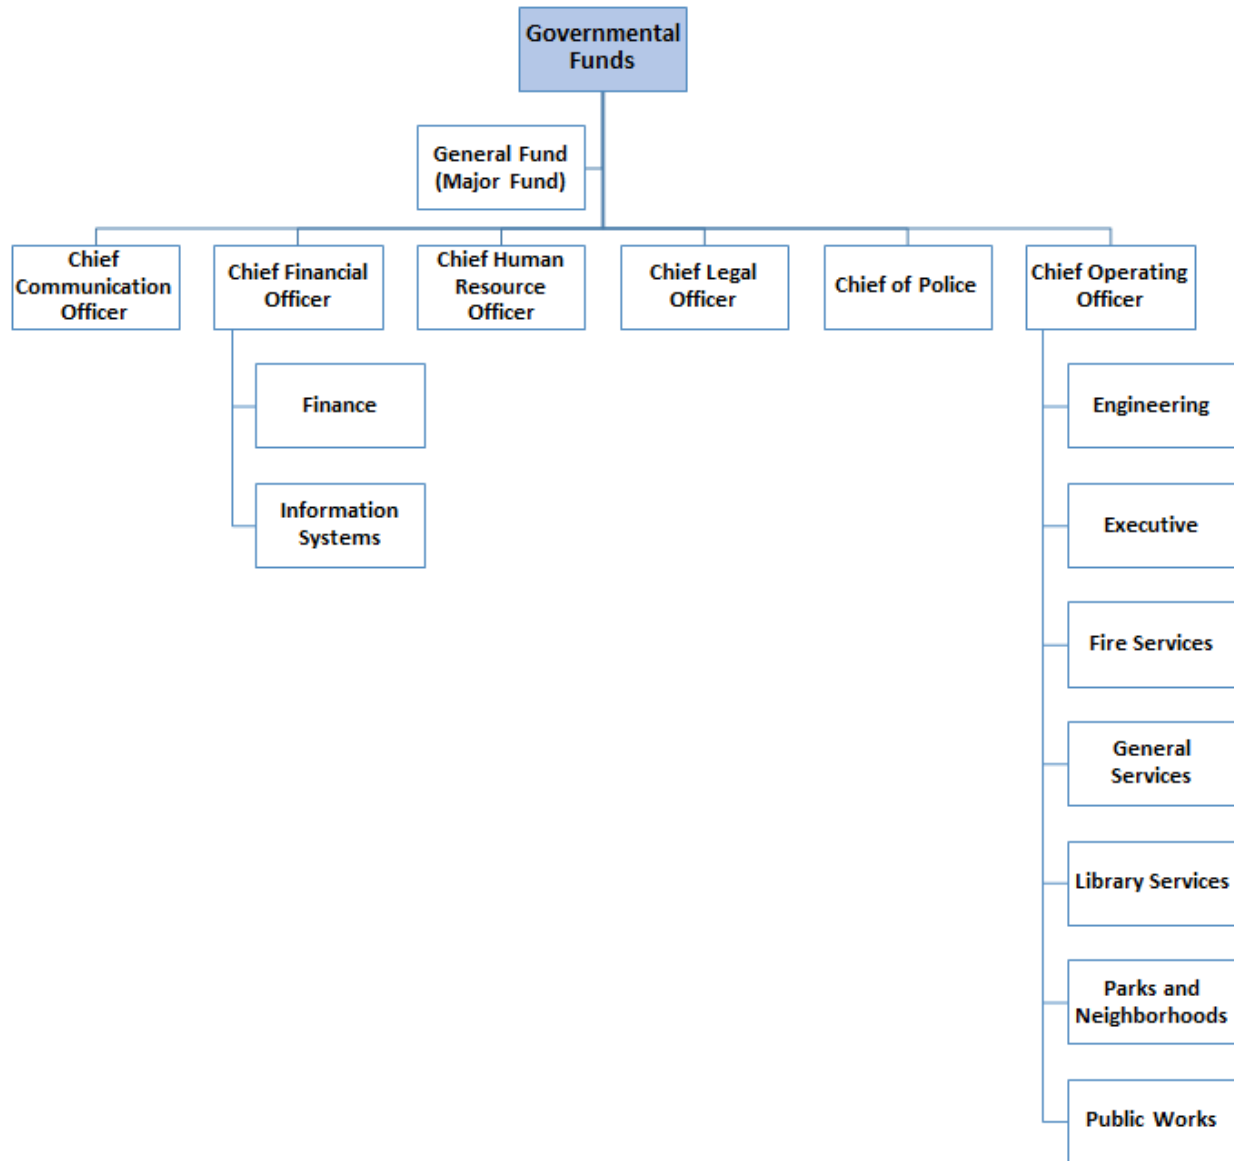 Governmental
Funds
General Fund
(Major Fund)
Chief
Communication
Officer
Chief Financial
Officer
Chief Human
Resource
Officer
Chief Legal
Officer
Chief of Police
Chief Operating
Officer
Finance
Information
Systems
Engineering
Executive
Fire Services
General
Services
Library Services
Parks and
Neighborhoods
Public Works